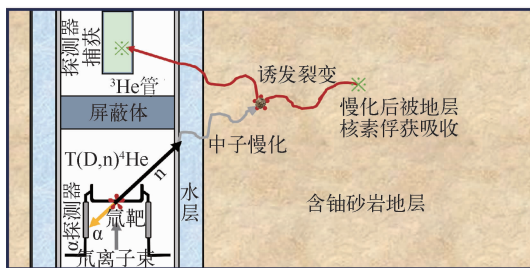 探测器
捕获
³He管
屏蔽体
T(D,n)⁴He
n
α探测器
α
氚靶
氘离子束
水层
诱发裂变
慢化后被地层
核素俘获吸收
中子慢化
含铀砂岩地层